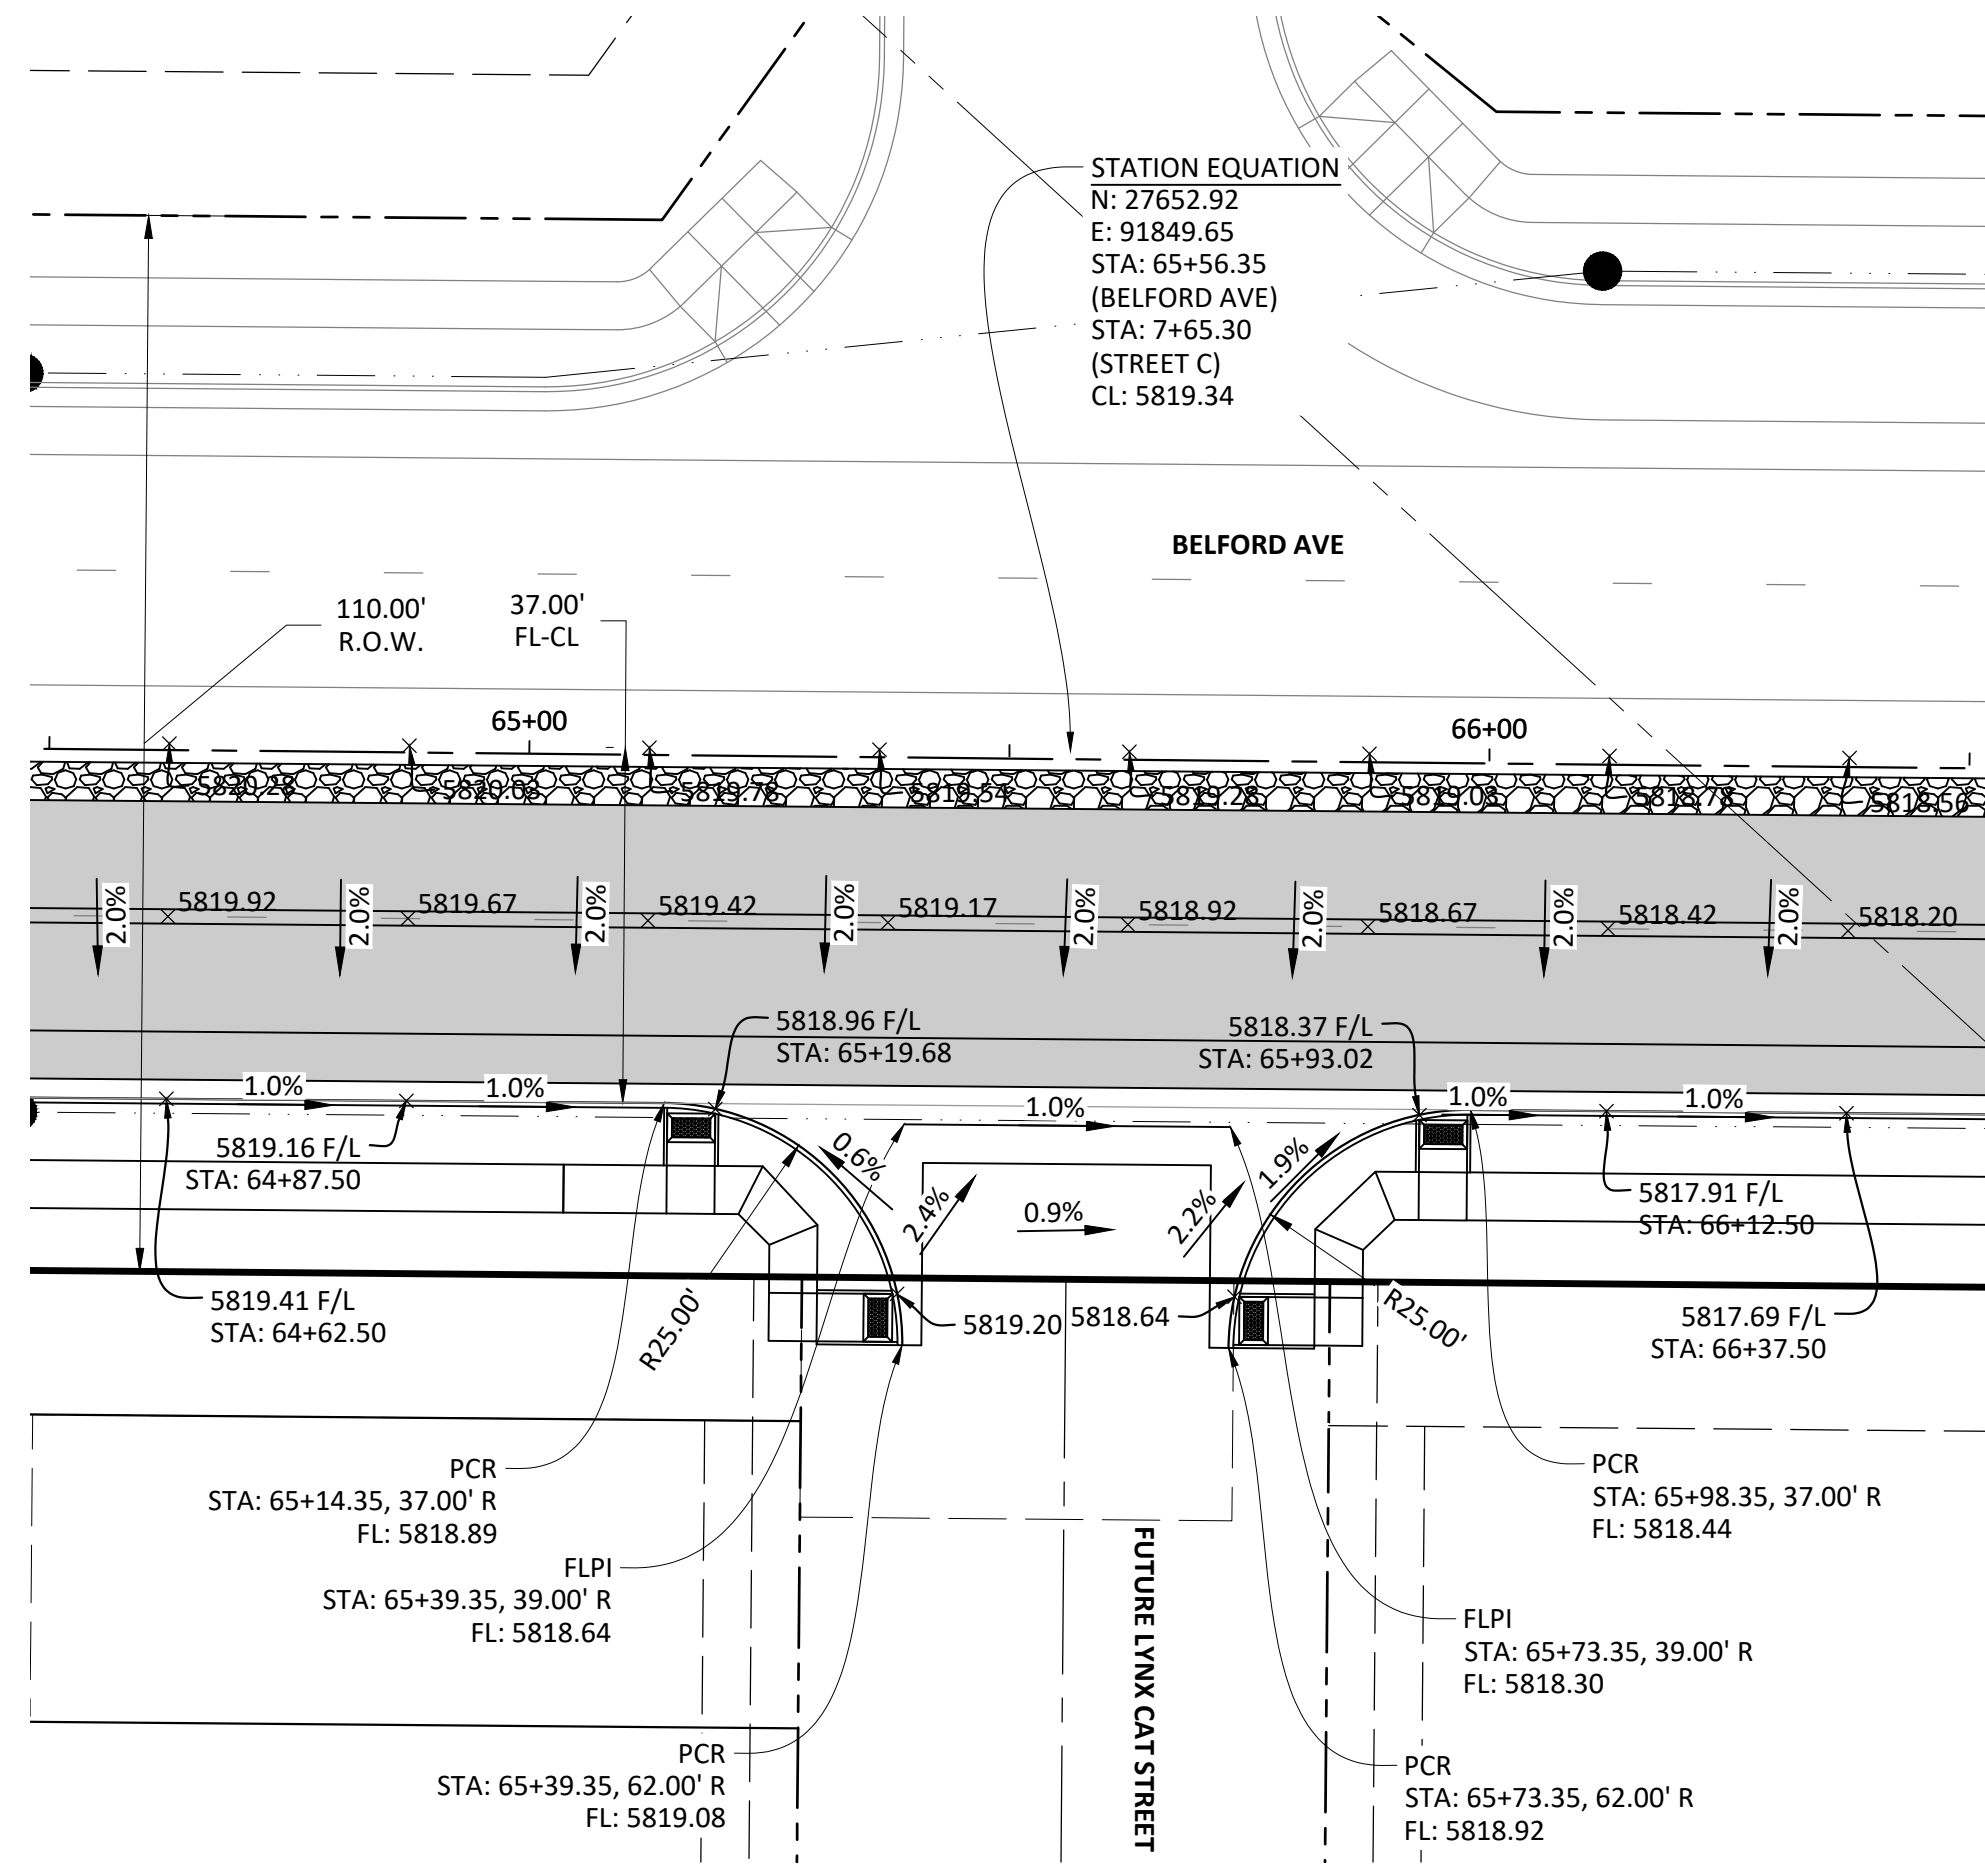 STATION EQUATION
N: 27652.92
E: 91849.65
STA: 65+56.35
(BELFORD AVE)
STA: 7+65.30
(STREET C)
CL: 5819.34
BELFORD AVE
110.00'
R.O.W.
37.00'
FL-CL
65+00
66+00
5820.28
5820.03
5819.78
5819.54
5819.28
5819.03
5818.78
5818.56
2.0%
5819.92
2.0%
5819.67
2.0%
5819.42
2.0%
5819.17
2.0%
5818.92
2.0%
5818.67
2.0%
5818.42
2.0%
5818.20
5818.96 F/L
STA: 65+19.68
5818.37 F/L
STA: 65+93.02
1.0%
1.0%
1.0%
1.0%
1.0%
5819.16 F/L
STA: 64+87.50
0.6%
2.4%
0.9%
2.2%
1.9%
5817.91 F/L
STA: 66+12.50
5819.41 F/L
STA: 64+62.50
R25.00'
5819.20
5818.64
R25.00'
5817.69 F/L
STA: 66+37.50
PCR
STA: 65+14.35, 37.00' R
FL: 5818.89
PCR
STA: 65+98.35, 37.00' R
FL: 5818.44
FLPI
STA: 65+39.35, 39.00' R
FL: 5818.64
FLPI
STA: 65+73.35, 39.00' R
FL: 5818.30
FUTURE LYNX CAT STREET
PCR
STA: 65+39.35, 62.00' R
FL: 5819.08
PCR
STA: 65+73.35, 62.00' R
FL: 5818.92